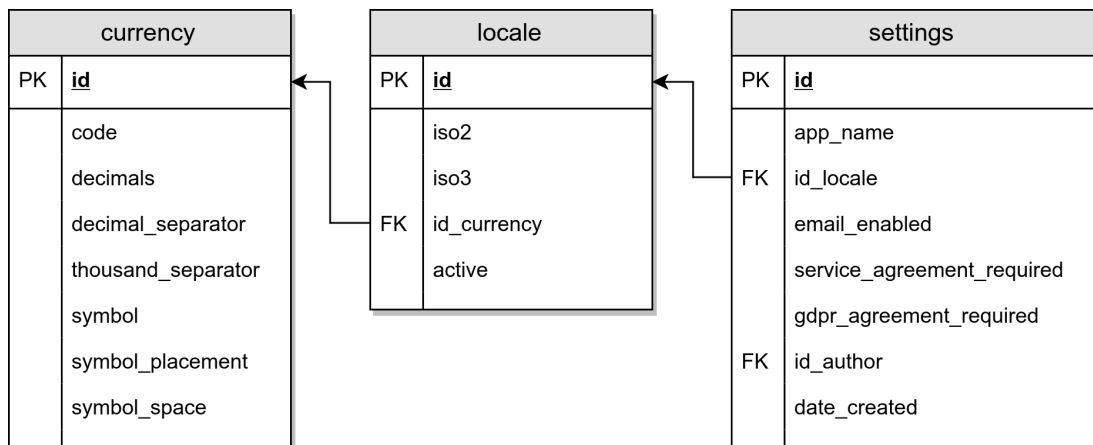 currency
PK id
code
decimals
decimal_separator
thousand_separator
symbol
symbol_placement
symbol_space
locale
PK id
iso2
iso3
FK id_currency
active
settings
PK id
app_name
FK id_locale
email_enabled
service_agreement_required
gdpr_agreement_required
FK id_author
date_created